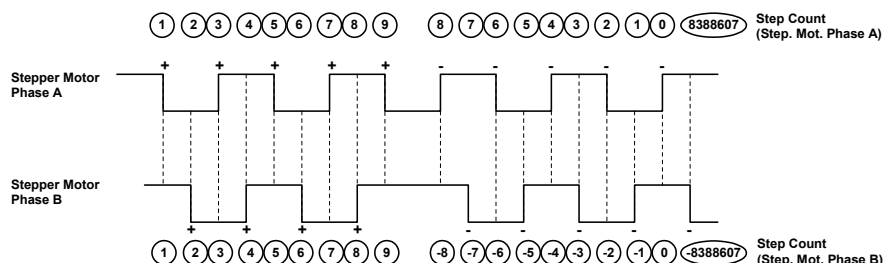 1 2 3 4 5 6 7 8 9 8 7 6 5 4 3 2 1 0 8388607 Step Count
(Step. Mot. Phase A)
+ + + + + - - - - -
Stepper Motor
Phase A
Stepper Motor
Phase B
+ + + + - - - - -
1 2 3 4 5 6 7 8 9 -8 -7 -6 -5 -4 -3 -2 -1 0 -8388607 Step Count
(Step. Mot. Phase B)